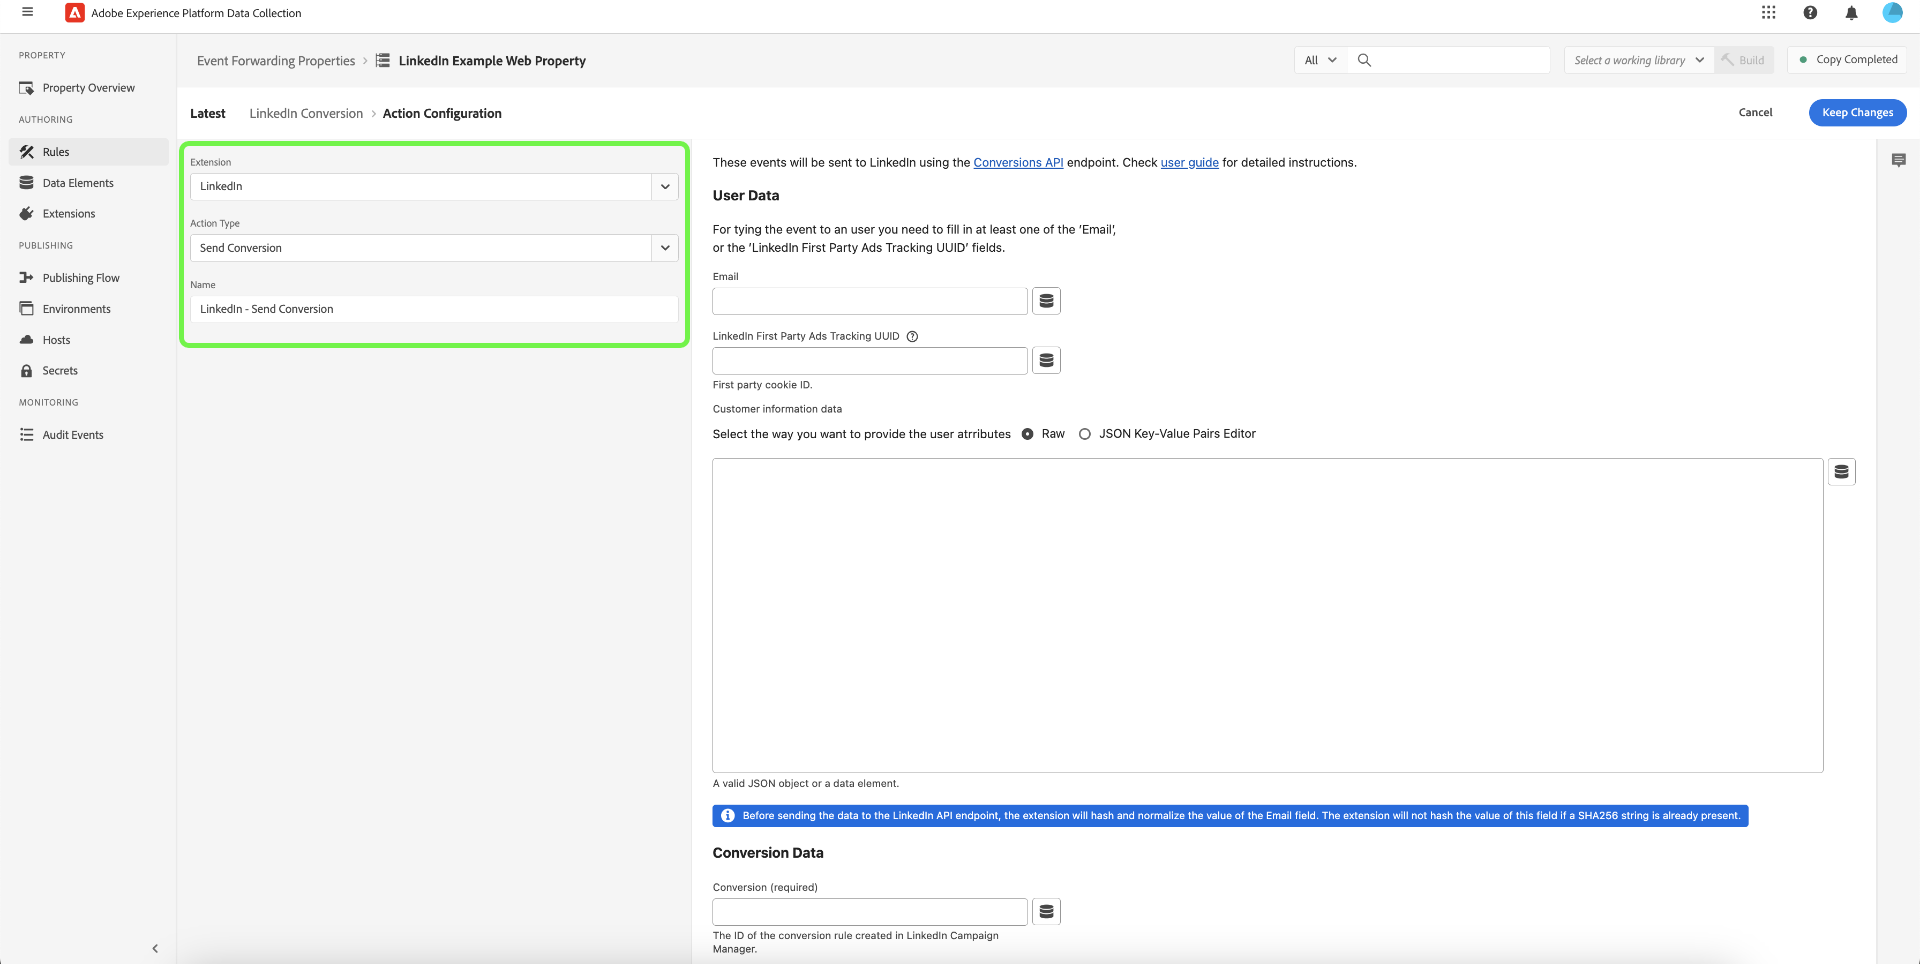 Adobe Experience Platform Data Collection
PROPERTY
Property Overview
AUTHORING
Rules
Data Elements
Extensions
PUBLISHING
Publishing Flow
Environments
Hosts
Secrets
MONITORING
Audit Events
Event Forwarding Properties > LinkedIn Example Web Property
All
Select a working library
Build
Copy Completed
Latest LinkedIn Conversion > Action Configuration
Cancel
Keep Changes
Extension
LinkedIn
Action Type
Send Conversion
Name
LinkedIn - Send Conversion
These events will be sent to LinkedIn using the Conversions API endpoint. Check user guide for detailed instructions.
User Data
For tying the event to an user you need to fill in at least one of the 'Email',
or the 'LinkedIn First Party Ads Tracking UUID' fields.
Email
LinkedIn First Party Ads Tracking UUID
First party cookie ID.
Customer information data
Select the way you want to provide the user atrributes Raw JSON Key-Value Pairs Editor
A valid JSON object or a data element.
Before sending the data to the LinkedIn API endpoint, the extension will hash and normalize the value of the Email field. The extension will not hash the value of this field if a SHA256 string is already present.
Conversion Data
Conversion (required)
The ID of the conversion rule created in LinkedIn Campaign
Manager.